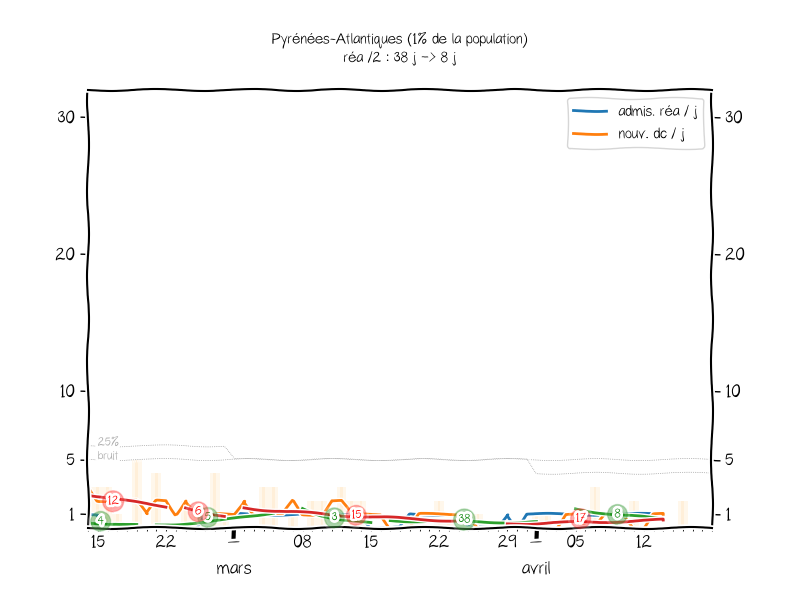 Pyrénées-Atlantiques (1% de la population)
réa /2 : 38 j -> 8 j
admis. réa / j
nouv. dc / j
30 30
20 20
10 10
25%
bruit
5 5
1 1
12 4 6 5 3 15 38 17 8
15 22 08 15 22 29 05 12
mars avril